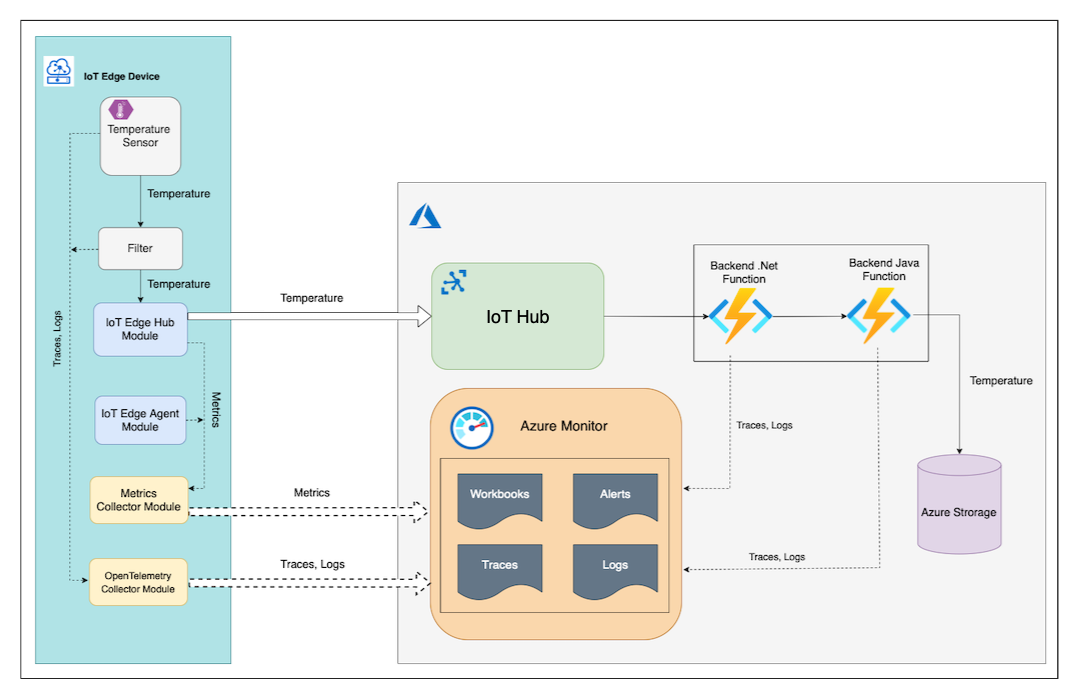 IoT Edge Device
Temperature
Sensor
Temperature
Filter
Temperature
IoT Edge Hub
Module
Traces, Logs
IoT Edge Agent
Module
Metrics
Metrics
Collector Module
OpenTelemetry
Collector Module
Temperature
Metrics
Traces, Logs
IoT Hub
Backend .Net
Function
Backend Java
Function
Temperature
Azure Monitor
Workbooks
Alerts
Traces
Logs
Traces, Logs
Traces, Logs
Azure Strorage